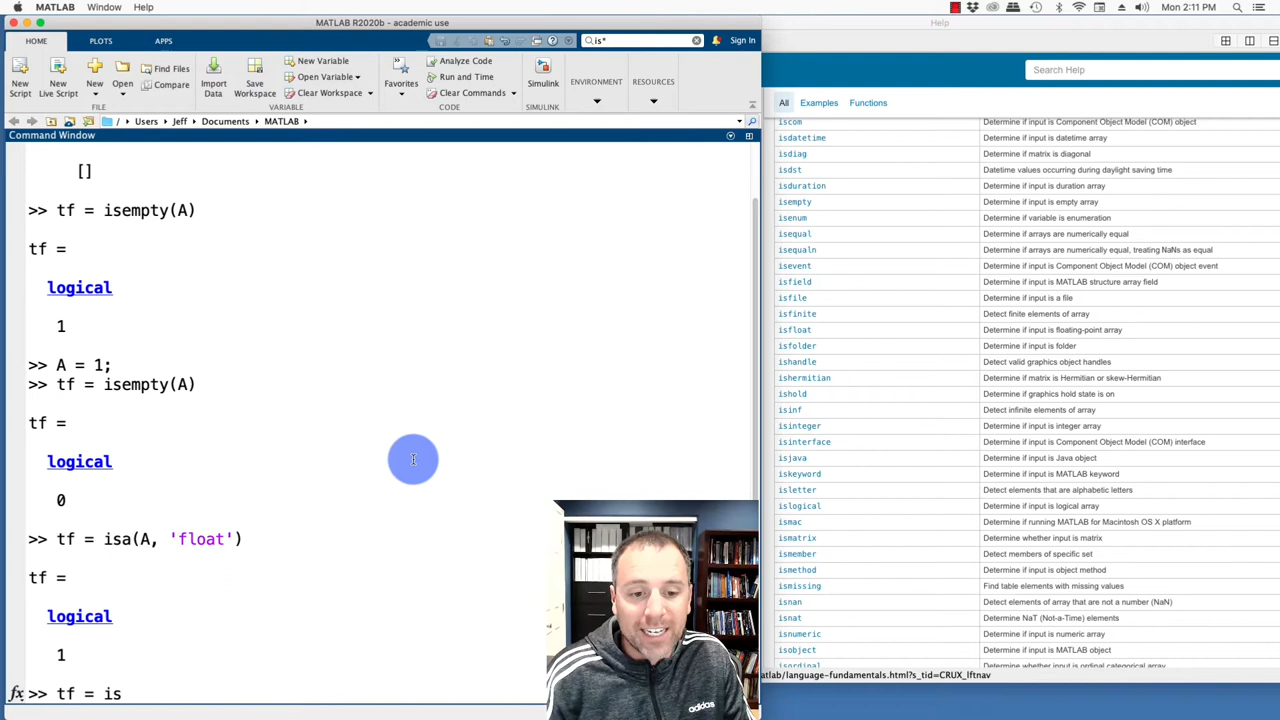 MATLAB Window Help
Mon 2:11 PM
MATLAB R2020b - academic use
Help
HOME PLOTS APPS
is*
Sign In
New Script
New Live Script
New
Open
Find Files
Compare
Import Data
Save Workspace
New Variable
Open Variable
Clear Workspace
Favorites
Analyze Code
Run and Time
Clear Commands
Simulink
ENVIRONMENT
RESOURCES
FILE
VARIABLE
CODE
SIMULINK
/ Users Jeff Documents MATLAB
Command Window
[]
>> tf = isempty(A)
tf =
logical
1
>> A = 1;
>> tf = isempty(A)
tf =
logical
0
>> tf = isa(A, 'float')
tf =
logical
1
fx >> tf = is
adidas
Search Help
All Examples Functions
iscom Determine if input is Component Object Model (COM) object
isdatetime Determine if input is datetime array
isdiag Determine if matrix is diagonal
isdst Datetime values occurring during daylight saving time
isduration Determine if input is duration array
isempty Determine if input is empty array
isenum Determine if variable is enumeration
isequal Determine if arrays are numerically equal
isequaln Determine if arrays are numerically equal, treating NaNs as equal
isevent Determine if input is Component Object Model (COM) object event
isfield Determine if input is MATLAB structure array field
isfile Determine if input is a file
isfinite Detect finite elements of array
isfloat Determine if input is floating-point array
isfolder Determine if input is folder
ishandle Detect valid graphics object handles
ishermitian Determine if matrix is Hermitian or skew-Hermitian
ishold Determine if graphics hold state is on
isinf Detect infinite elements of array
isinteger Determine if input is integer array
isinterface Determine if input is Component Object Model (COM) interface
isjava Determine if input is Java object
iskeyword Determine if input is MATLAB keyword
isletter Detect elements that are alphabetic letters
islogical Determine if input is logical array
ismac Determine if running MATLAB for Macintosh OS X platform
ismatrix Determine whether input is matrix
ismember Detect members of specific set
ismethod Determine if input is object method
ismissing Find table elements with missing values
isnan Detect elements of array that are not a number (NaN)
isnat Determine NaT (Not-a-Time) elements
isnumeric Determine if input is numeric array
isobject Determine if input is MATLAB object
isordinal Determine whether input is ordinal categorical array
atlab/language-fundamentals.html?s_tid=CRUX_lftnav